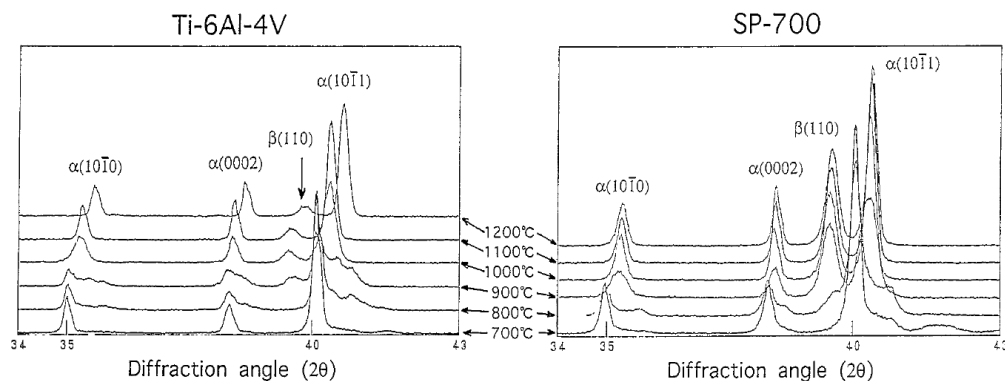 Ti-6Al-4V
SP-700
α(101̄1)
β(110)
α(0002)
α(101̄0)
α(101̄1)
β(110)
α(0002)
α(101̄0)
1200℃
1100℃
1000℃
900℃
800℃
700℃
34 35 40 43
34 35 40 43
Diffraction angle (2θ)
Diffraction angle (2θ)